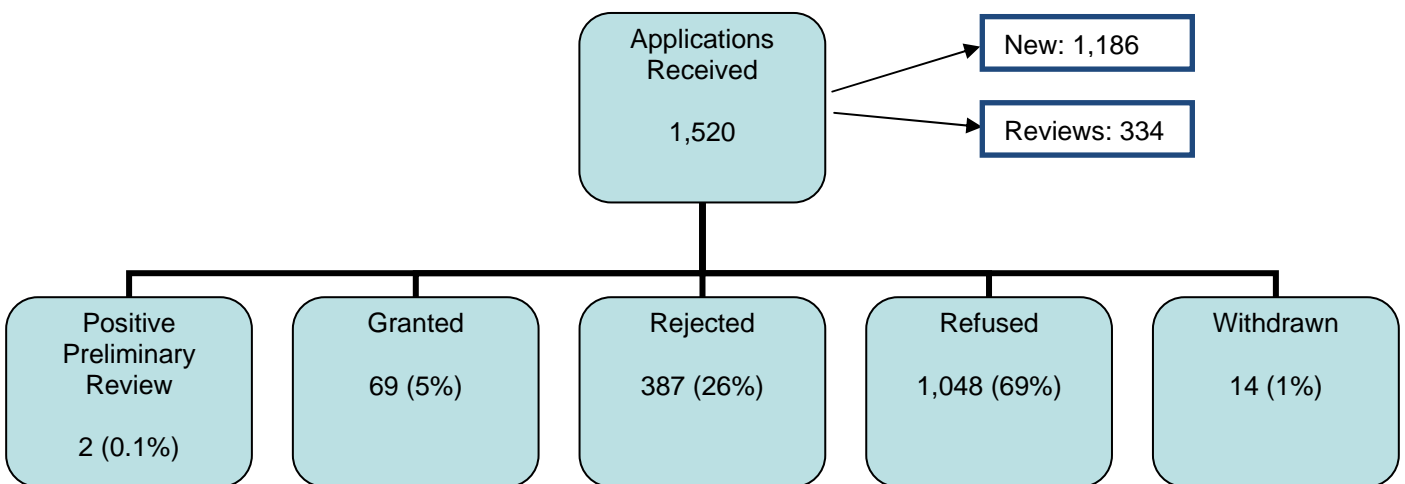 Applications
Received
1,520
New: 1,186
Reviews: 334
Positive
Preliminary
Review
2 (0.1%)
Granted
69 (5%)
Rejected
387 (26%)
Refused
1,048 (69%)
Withdrawn
14 (1%)